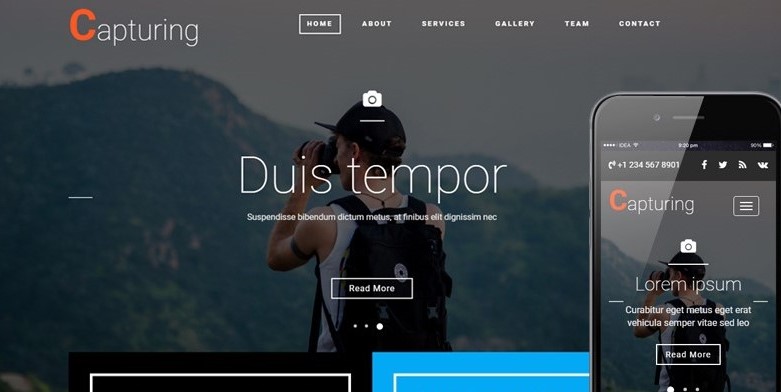 Capturing
HOME ABOUT SERVICES GALLERY TEAM CONTACT
Duis tempor
Suspendisse bibendum dictum metus, at finibus elit dignissim nec
Read More
IDEA 9:20 pm 90%
+1 234 567 8901
Capturing
Lorem ipsum
Curabitur eget metus eget erat
vehicula semper vitae sed leo
Read More